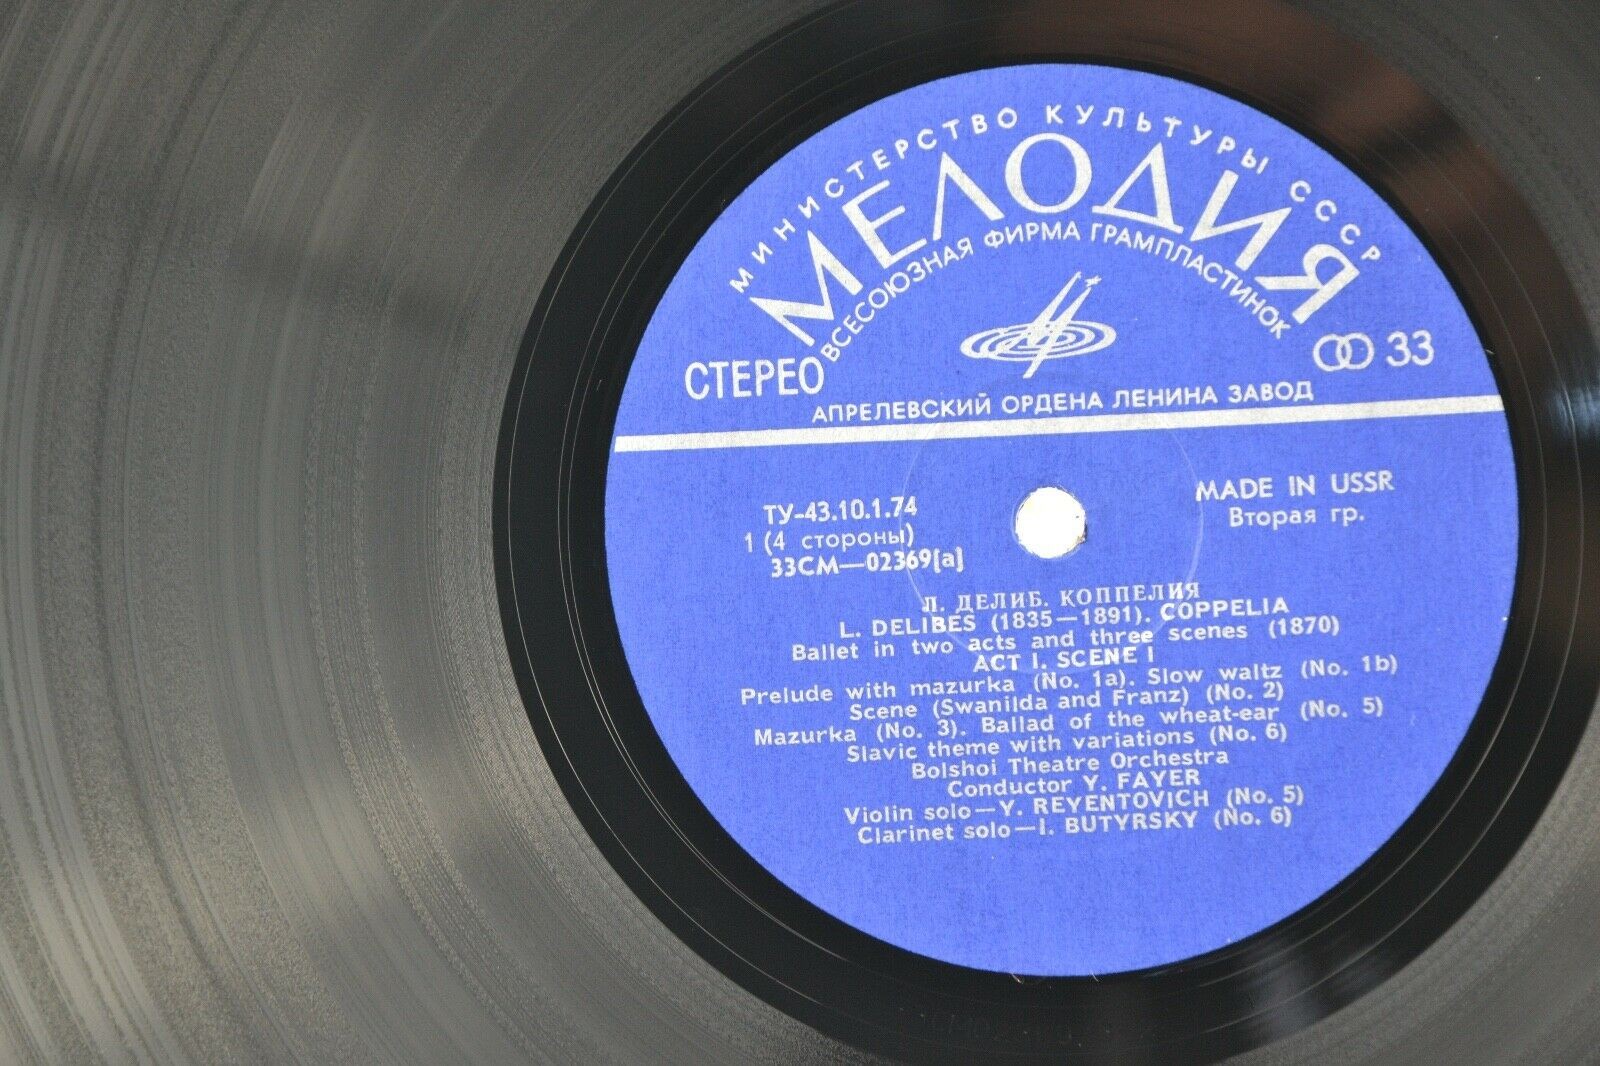 МИНИСТЕРСТВО КУЛЬТУРЫ СССР
МЕЛОДИЯ
ВСЕСОЮЗНАЯ ФИРМА ГРАМПЛАСТИНОК
СТЕРЕО
33
АПРЕЛЕВСКИЙ ОРДЕНА ЛЕНИНА ЗАВОД
ТУ-43.10.1.74
1 (4 стороны)
33СМ—02369(а)
MADE IN USSR
Вторая гр.
Л. ДЕЛИБ. КОППЕЛИЯ
L. DELIBES (1835—1891). COPPELIA
Ballet in two acts and three scenes (1870)
ACT I. SCENE I
Prelude with mazurka (No. 1a). Slow waltz (No. 1b)
Scene (Swanilda and Franz) (No. 2)
Mazurka (No. 3). Ballad of the wheat-ear (No. 5)
Slavic theme with variations (No. 6)
Bolshoi Theatre Orchestra
Conductor Y. FAYER
Violin solo—Y. REYENTOVICH (No. 5)
Clarinet solo—I. BUTYRSKY (No. 6)